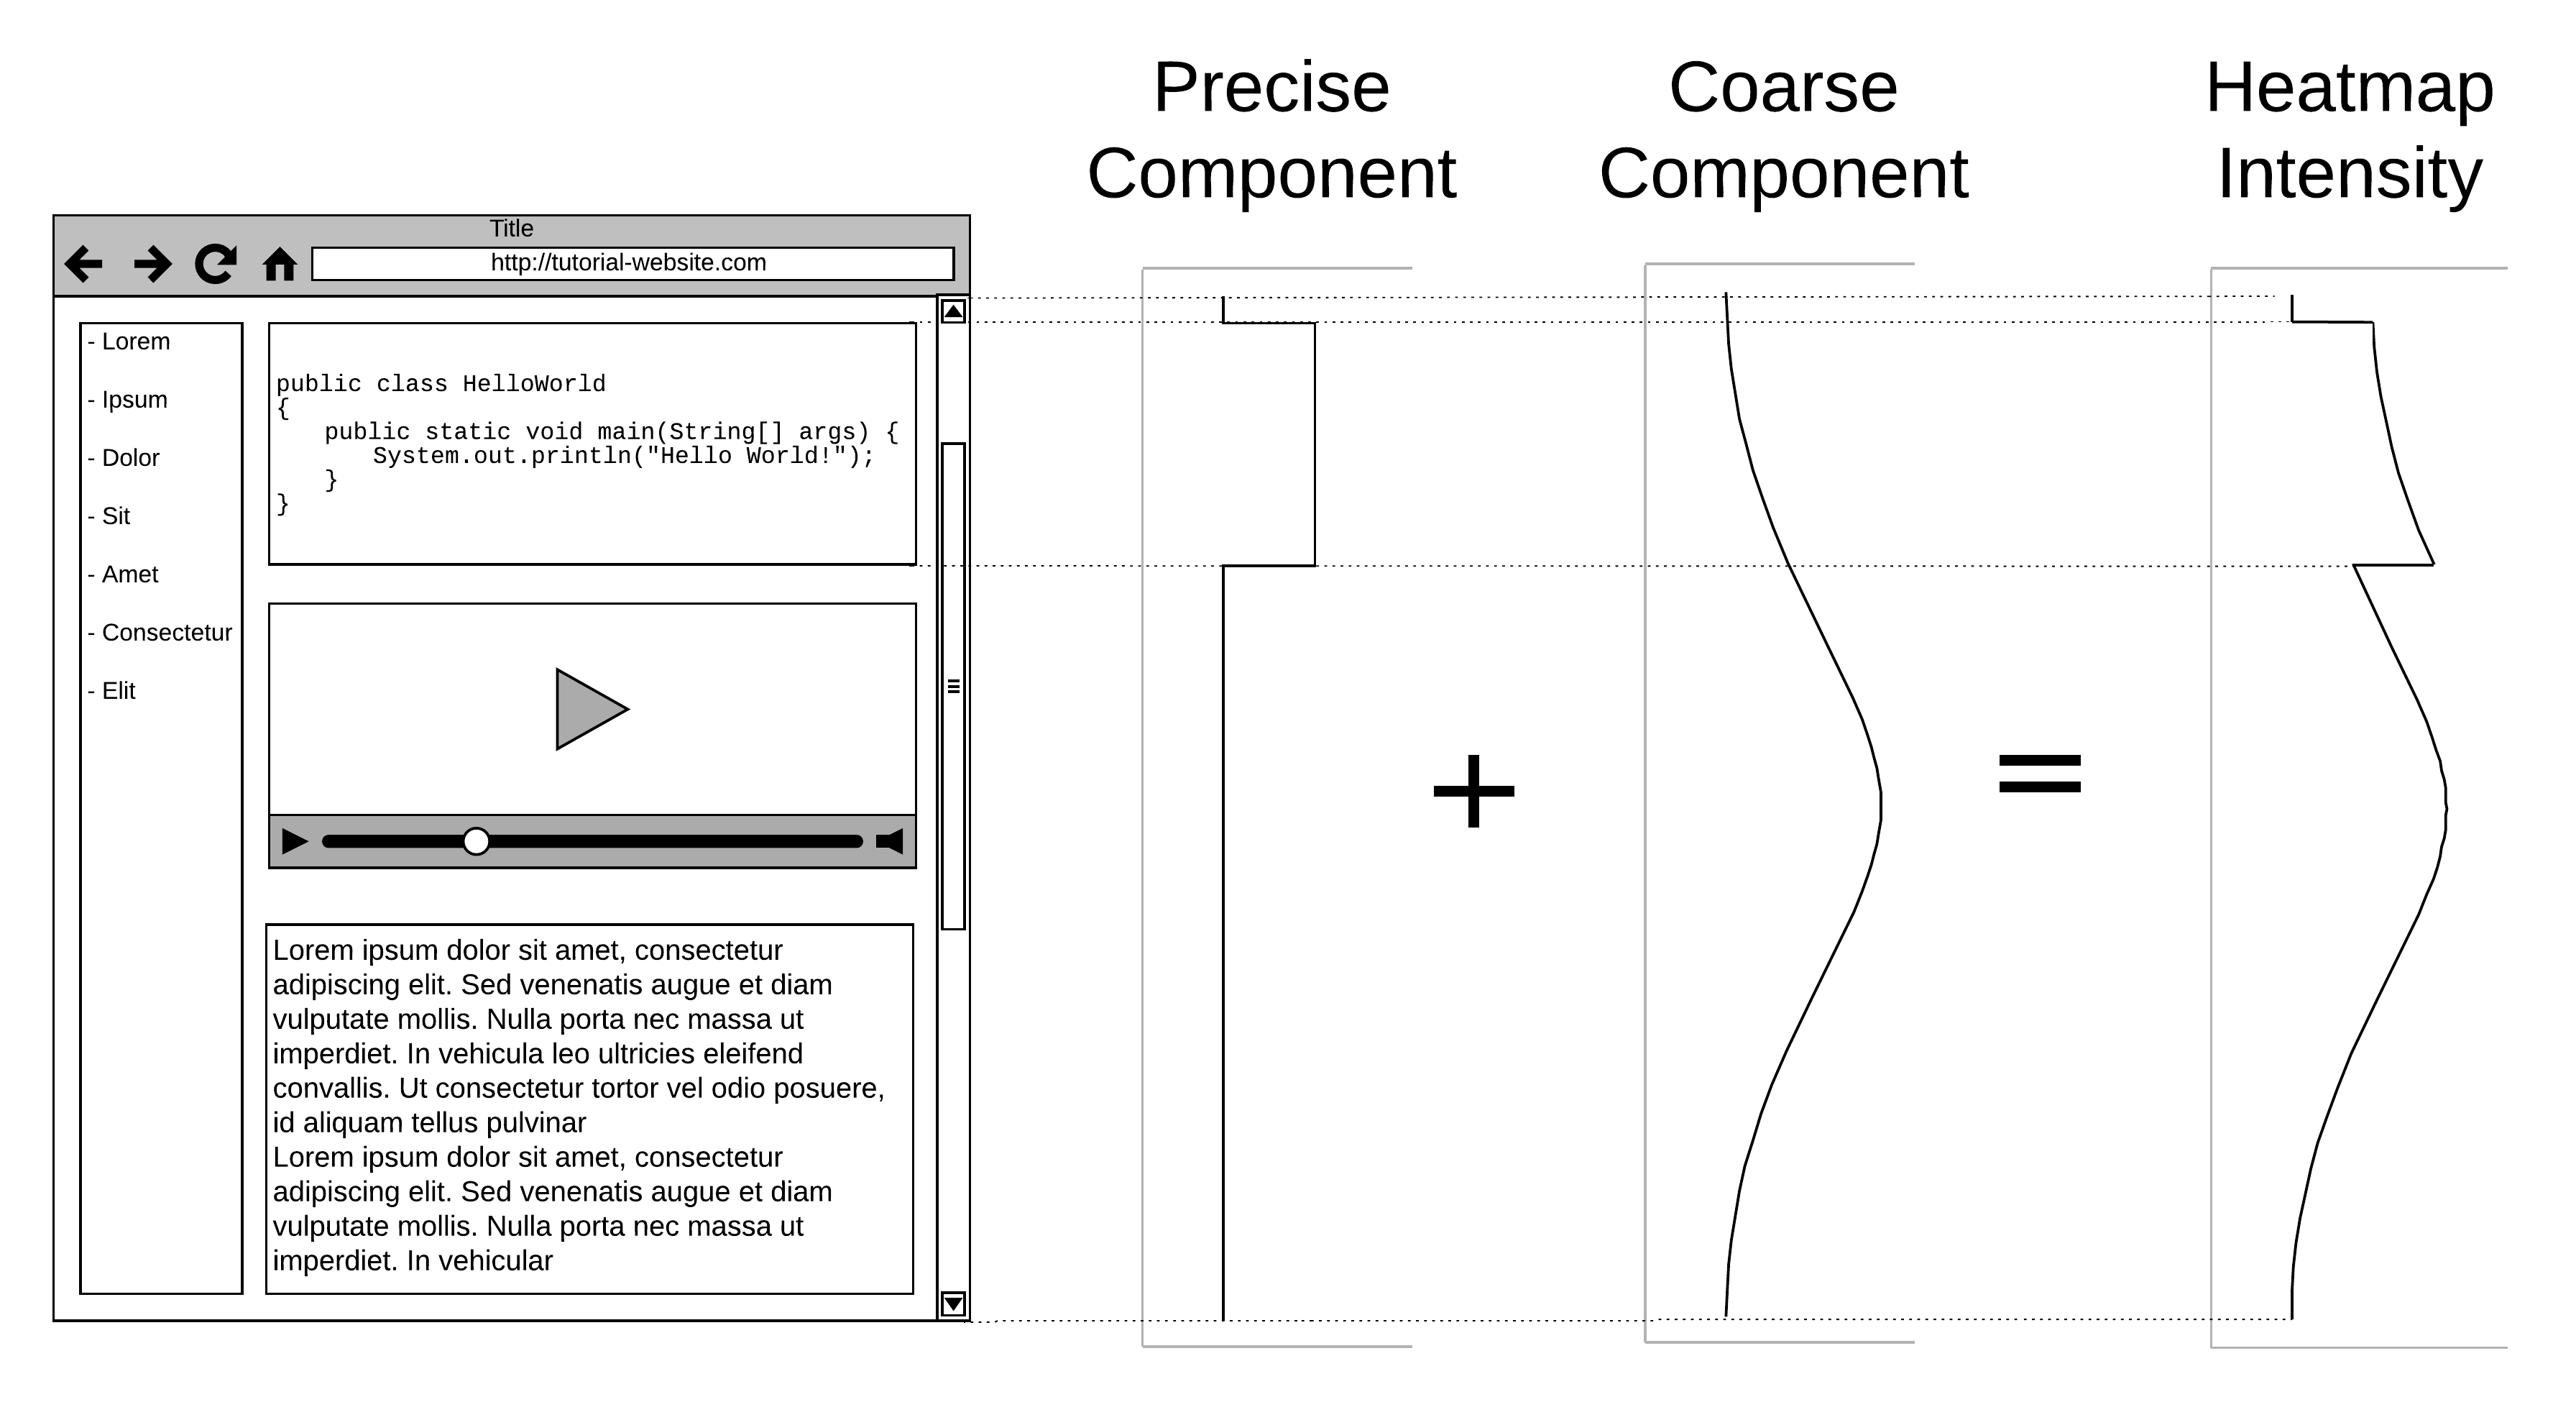 Precise
Component
Coarse
Component
Heatmap
Intensity
Title
http://tutorial-website.com
- Lorem
- Ipsum
- Dolor
- Sit
- Amet
- Consectetur
- Elit
public class HelloWorld
{
public static void main(String[] args) {
System.out.println("Hello World!");
}
}
+
=
Lorem ipsum dolor sit amet, consectetur
adipiscing elit. Sed venenatis augue et diam
vulputate mollis. Nulla porta nec massa ut
imperdiet. In vehicula leo ultricies eleifend
convallis. Ut consectetur tortor vel odio posuere,
id aliquam tellus pulvinar
Lorem ipsum dolor sit amet, consectetur
adipiscing elit. Sed venenatis augue et diam
vulputate mollis. Nulla porta nec massa ut
imperdiet. In vehicular